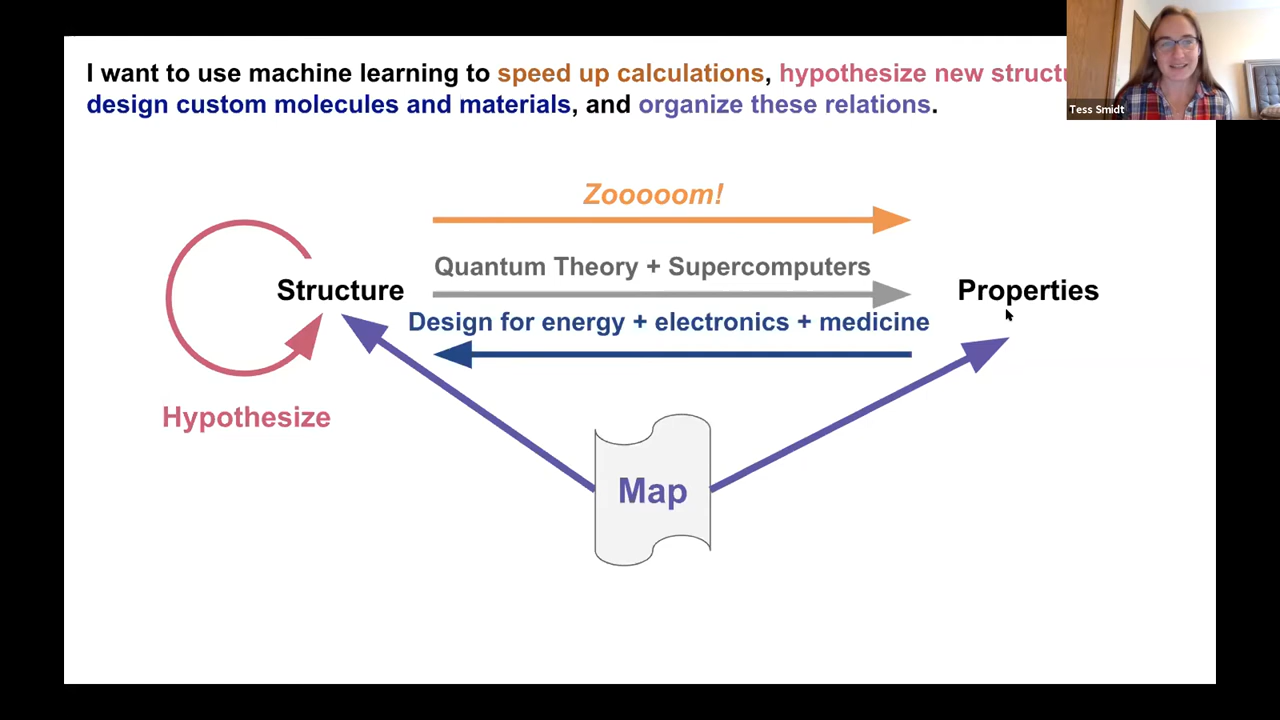 I want to use machine learning to speed up calculations, hypothesize new
design custom molecules and materials, and organize these relations.
Tess Smidt
Zooooom!
Quantum Theory + Supercomputers
Structure
Properties
Design for energy + electronics + medicine
Hypothesize
Map